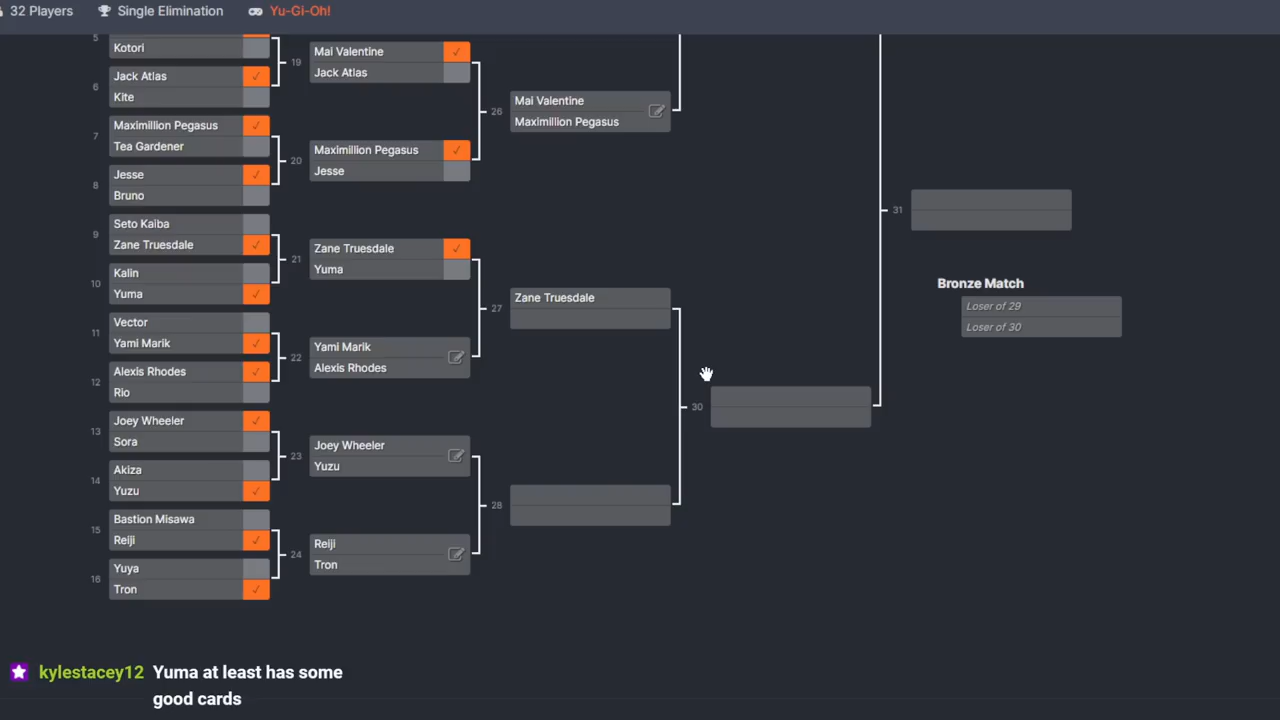 32 Players Single Elimination Yu-Gi-Oh!
5 Kotori
6 Jack Atlas
Kite
7 Maximillion Pegasus
Tea Gardener
8 Jesse
Bruno
9 Seto Kaiba
Zane Truesdale
10 Kalin
Yuma
11 Vector
Yami Marik
12 Alexis Rhodes
Rio
13 Joey Wheeler
Sora
14 Akiza
Yuzu
15 Bastion Misawa
Reiji
16 Yuya
Tron
19 Mai Valentine
Jack Atlas
20 Maximillion Pegasus
Jesse
21 Zane Truesdale
Yuma
22 Yami Marik
Alexis Rhodes
23 Joey Wheeler
Yuzu
24 Reiji
Tron
26 Mai Valentine
Maximillion Pegasus
27 Zane Truesdale
28
30
31
Bronze Match
Loser of 29
Loser of 30
kylestacey12 Yuma at least has some
good cards